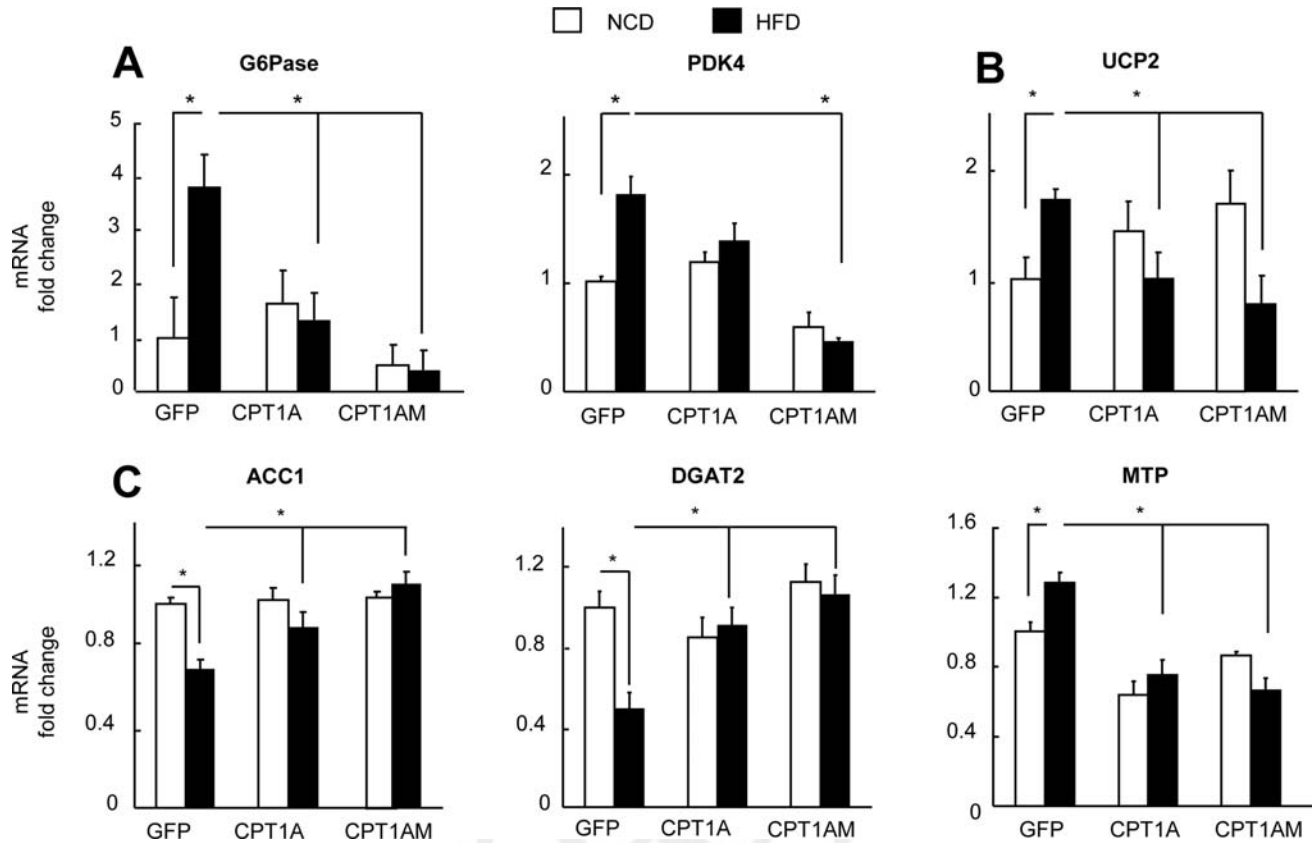 NCD HFD
A G6Pase
* *
mRNA
fold change
5
4
3
2
1
0
GFP CPT1A CPT1AM
PDK4
* *
2
1
0
GFP CPT1A CPT1AM
B UCP2
* *
2
1
0
GFP CPT1A CPT1AM
C ACC1
*
*
mRNA
fold change
1.2
0.8
0.4
0
GFP CPT1A CPT1AM
DGAT2
*
*
1.2
0.8
0.4
0
GFP CPT1A CPT1AM
MTP
* *
1.6
1.2
0.8
0.4
0
GFP CPT1A CPT1AM